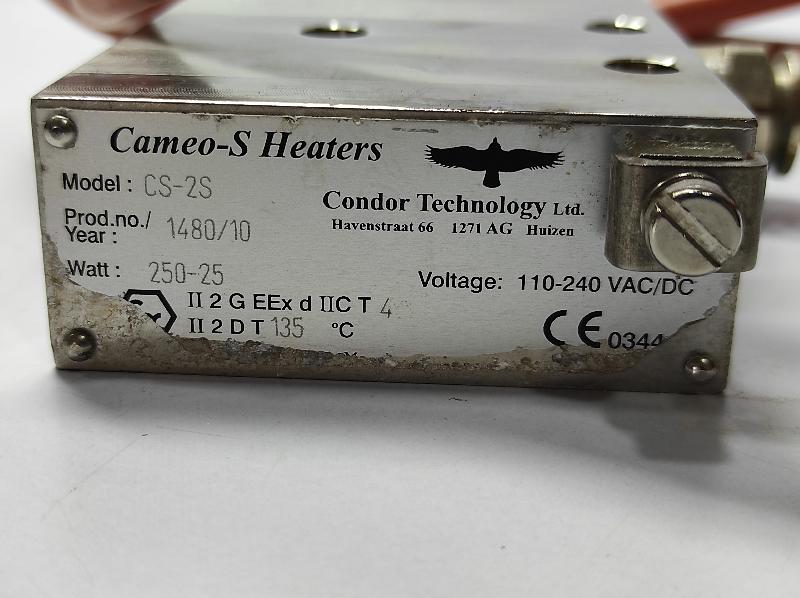 Cameo-S Heaters
Model : CS-2S
Condor Technology Ltd.
Prod.no./
Year : 1480/10
Havenstraat 66 1271 AG Huizen
Watt : 250-25
Voltage: 110-240 VAC/DC
II 2 G EEx d IIC T 4
II 2 D T 135 °C
CE 0344